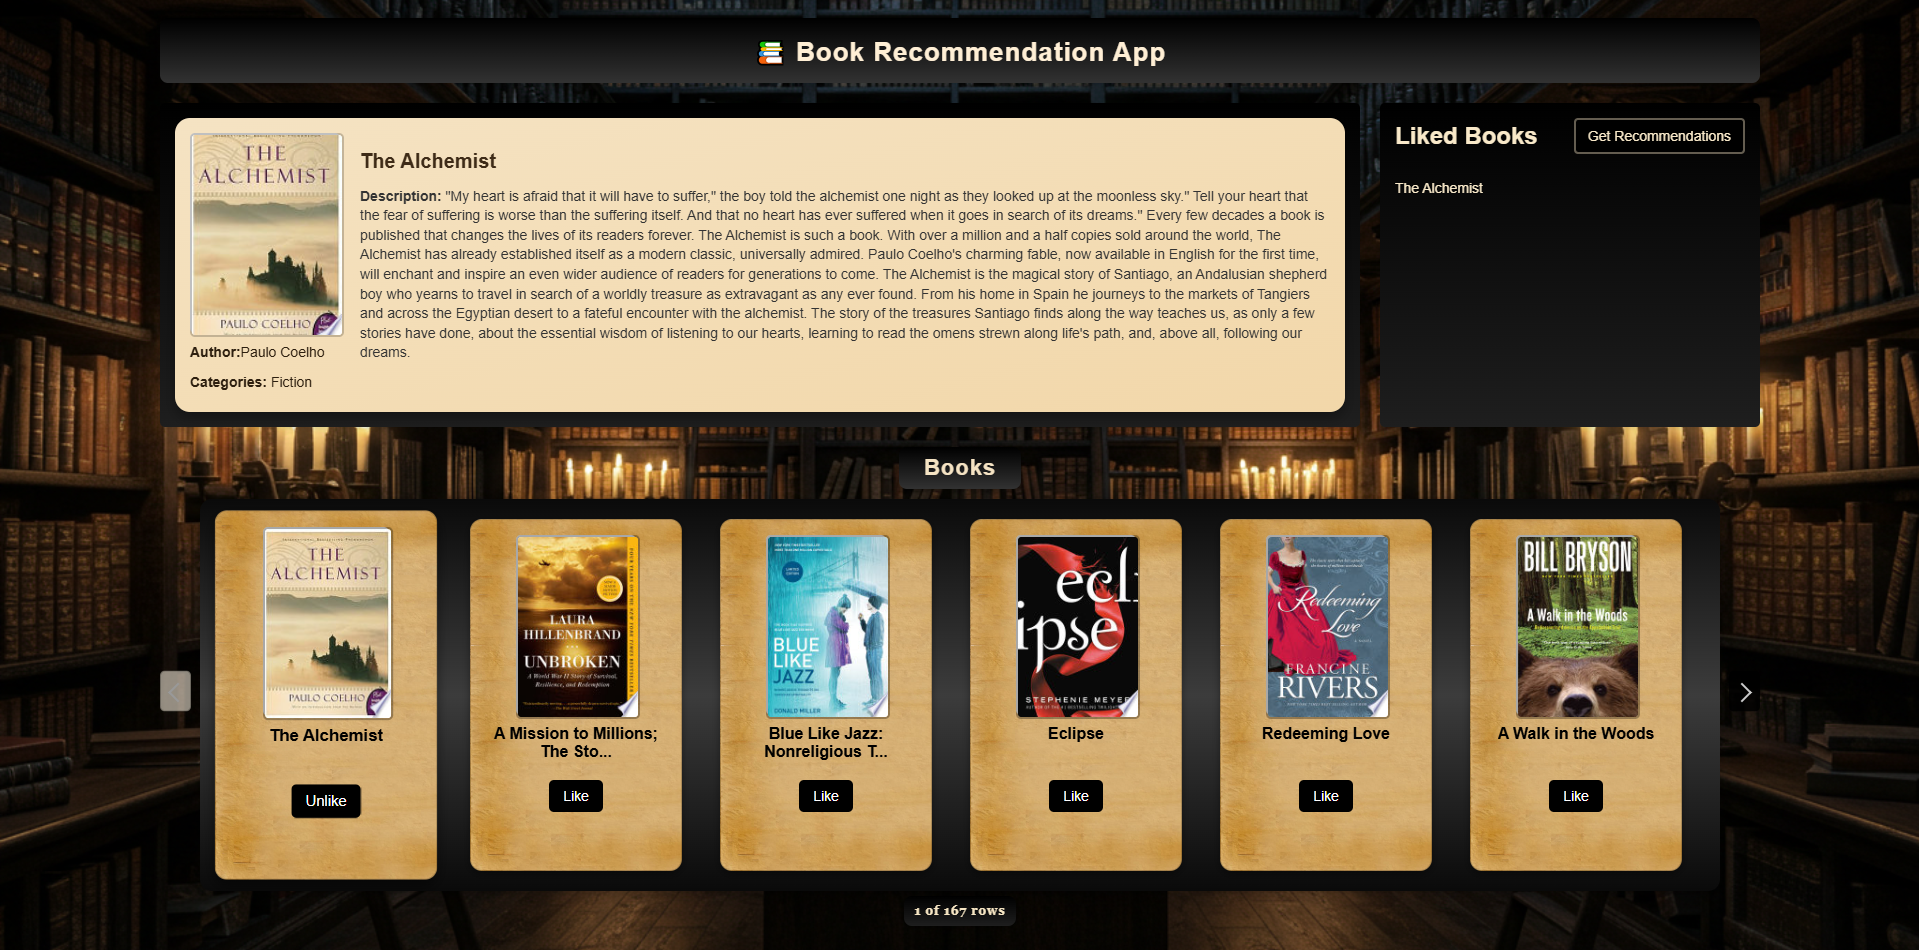 Book Recommendation App
THE
ALCHEMIST
PAULO COELHO
Author:Paulo Coelho
Categories: Fiction
The Alchemist
Description: "My heart is afraid that it will have to suffer," the boy told the alchemist one night as they looked up at the moonless sky." Tell your heart that
the fear of suffering is worse than the suffering itself. And that no heart has ever suffered when it goes in search of its dreams." Every few decades a book is
published that changes the lives of its readers forever. The Alchemist is such a book. With over a million and a half copies sold around the world, The
Alchemist has already established itself as a modern classic, universally admired. Paulo Coelho's charming fable, now available in English for the first time,
will enchant and inspire an even wider audience of readers for generations to come. The Alchemist is the magical story of Santiago, an Andalusian shepherd
boy who yearns to travel in search of a worldly treasure as extravagant as any ever found. From his home in Spain he journeys to the markets of Tangiers
and across the Egyptian desert to a fateful encounter with the alchemist. The story of the treasures Santiago finds along the way teaches us, as only a few
stories have done, about the essential wisdom of listening to our hearts, learning to read the omens strewn along life's path, and, above all, following our
dreams.
Liked Books
Get Recommendations
The Alchemist
Books
THE
ALCHEMIST
PAULO COELHO
The Alchemist
Unlike
LAURA
HILLENBRAND
UNBROKEN
A World War II Story of Survival,
Resilience, and Redemption
A Mission to Millions;
The Sto...
Like
BLUE
LIKE
JAZZ
DONALD MILLER
Blue Like Jazz:
Nonreligious T...
Like
ecl
ipse
STEPHENIE MEYER
Eclipse
Like
Redeeming
Love
FRANCINE
RIVERS
Redeeming Love
Like
BILL BRYSON
A Walk in the Woods
A Walk in the Woods
Like
1 of 167 rows